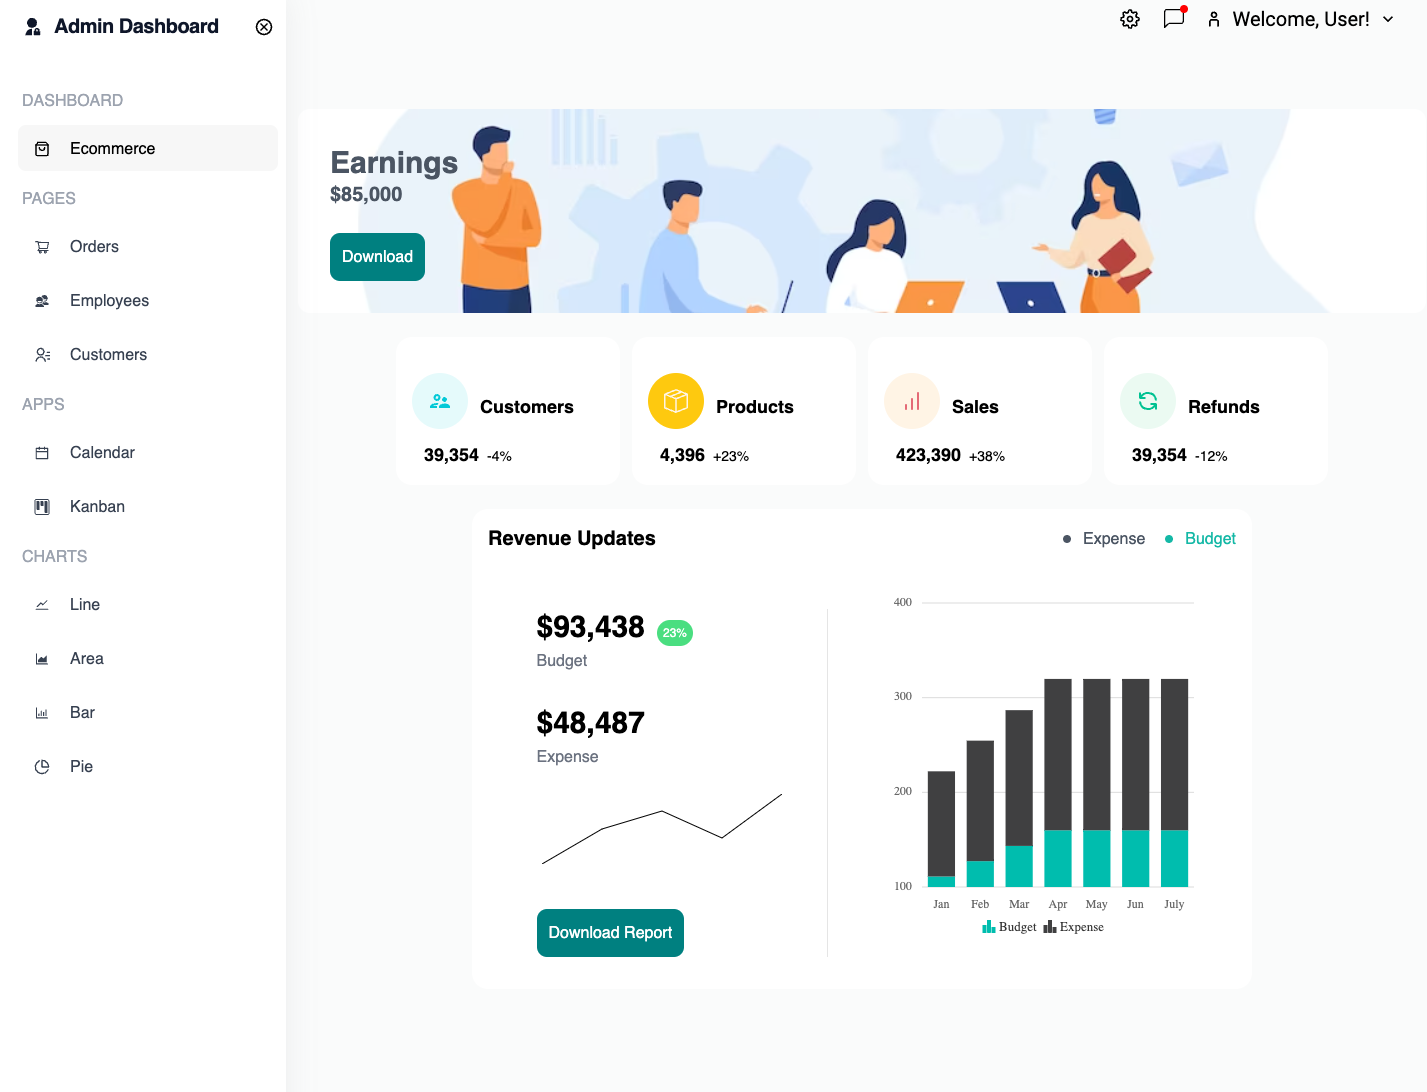 Admin Dashboard
Welcome, User!
DASHBOARD
Ecommerce
PAGES
Orders
Employees
Customers
APPS
Calendar
Kanban
CHARTS
Line
Area
Bar
Pie
Earnings
$85,000
Download
Customers
39,354 -4%
Products
4,396 +23%
Sales
423,390 +38%
Refunds
39,354 -12%
Revenue Updates
Expense Budget
$93,438 23%
Budget
$48,487
Expense
Download Report
400
300
200
100
Jan Feb Mar Apr May Jun July
Budget Expense